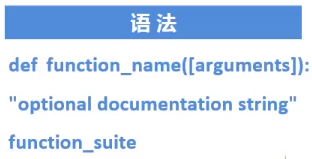 语法
def function_name([arguments]):
"optional documentation string"
function_suite